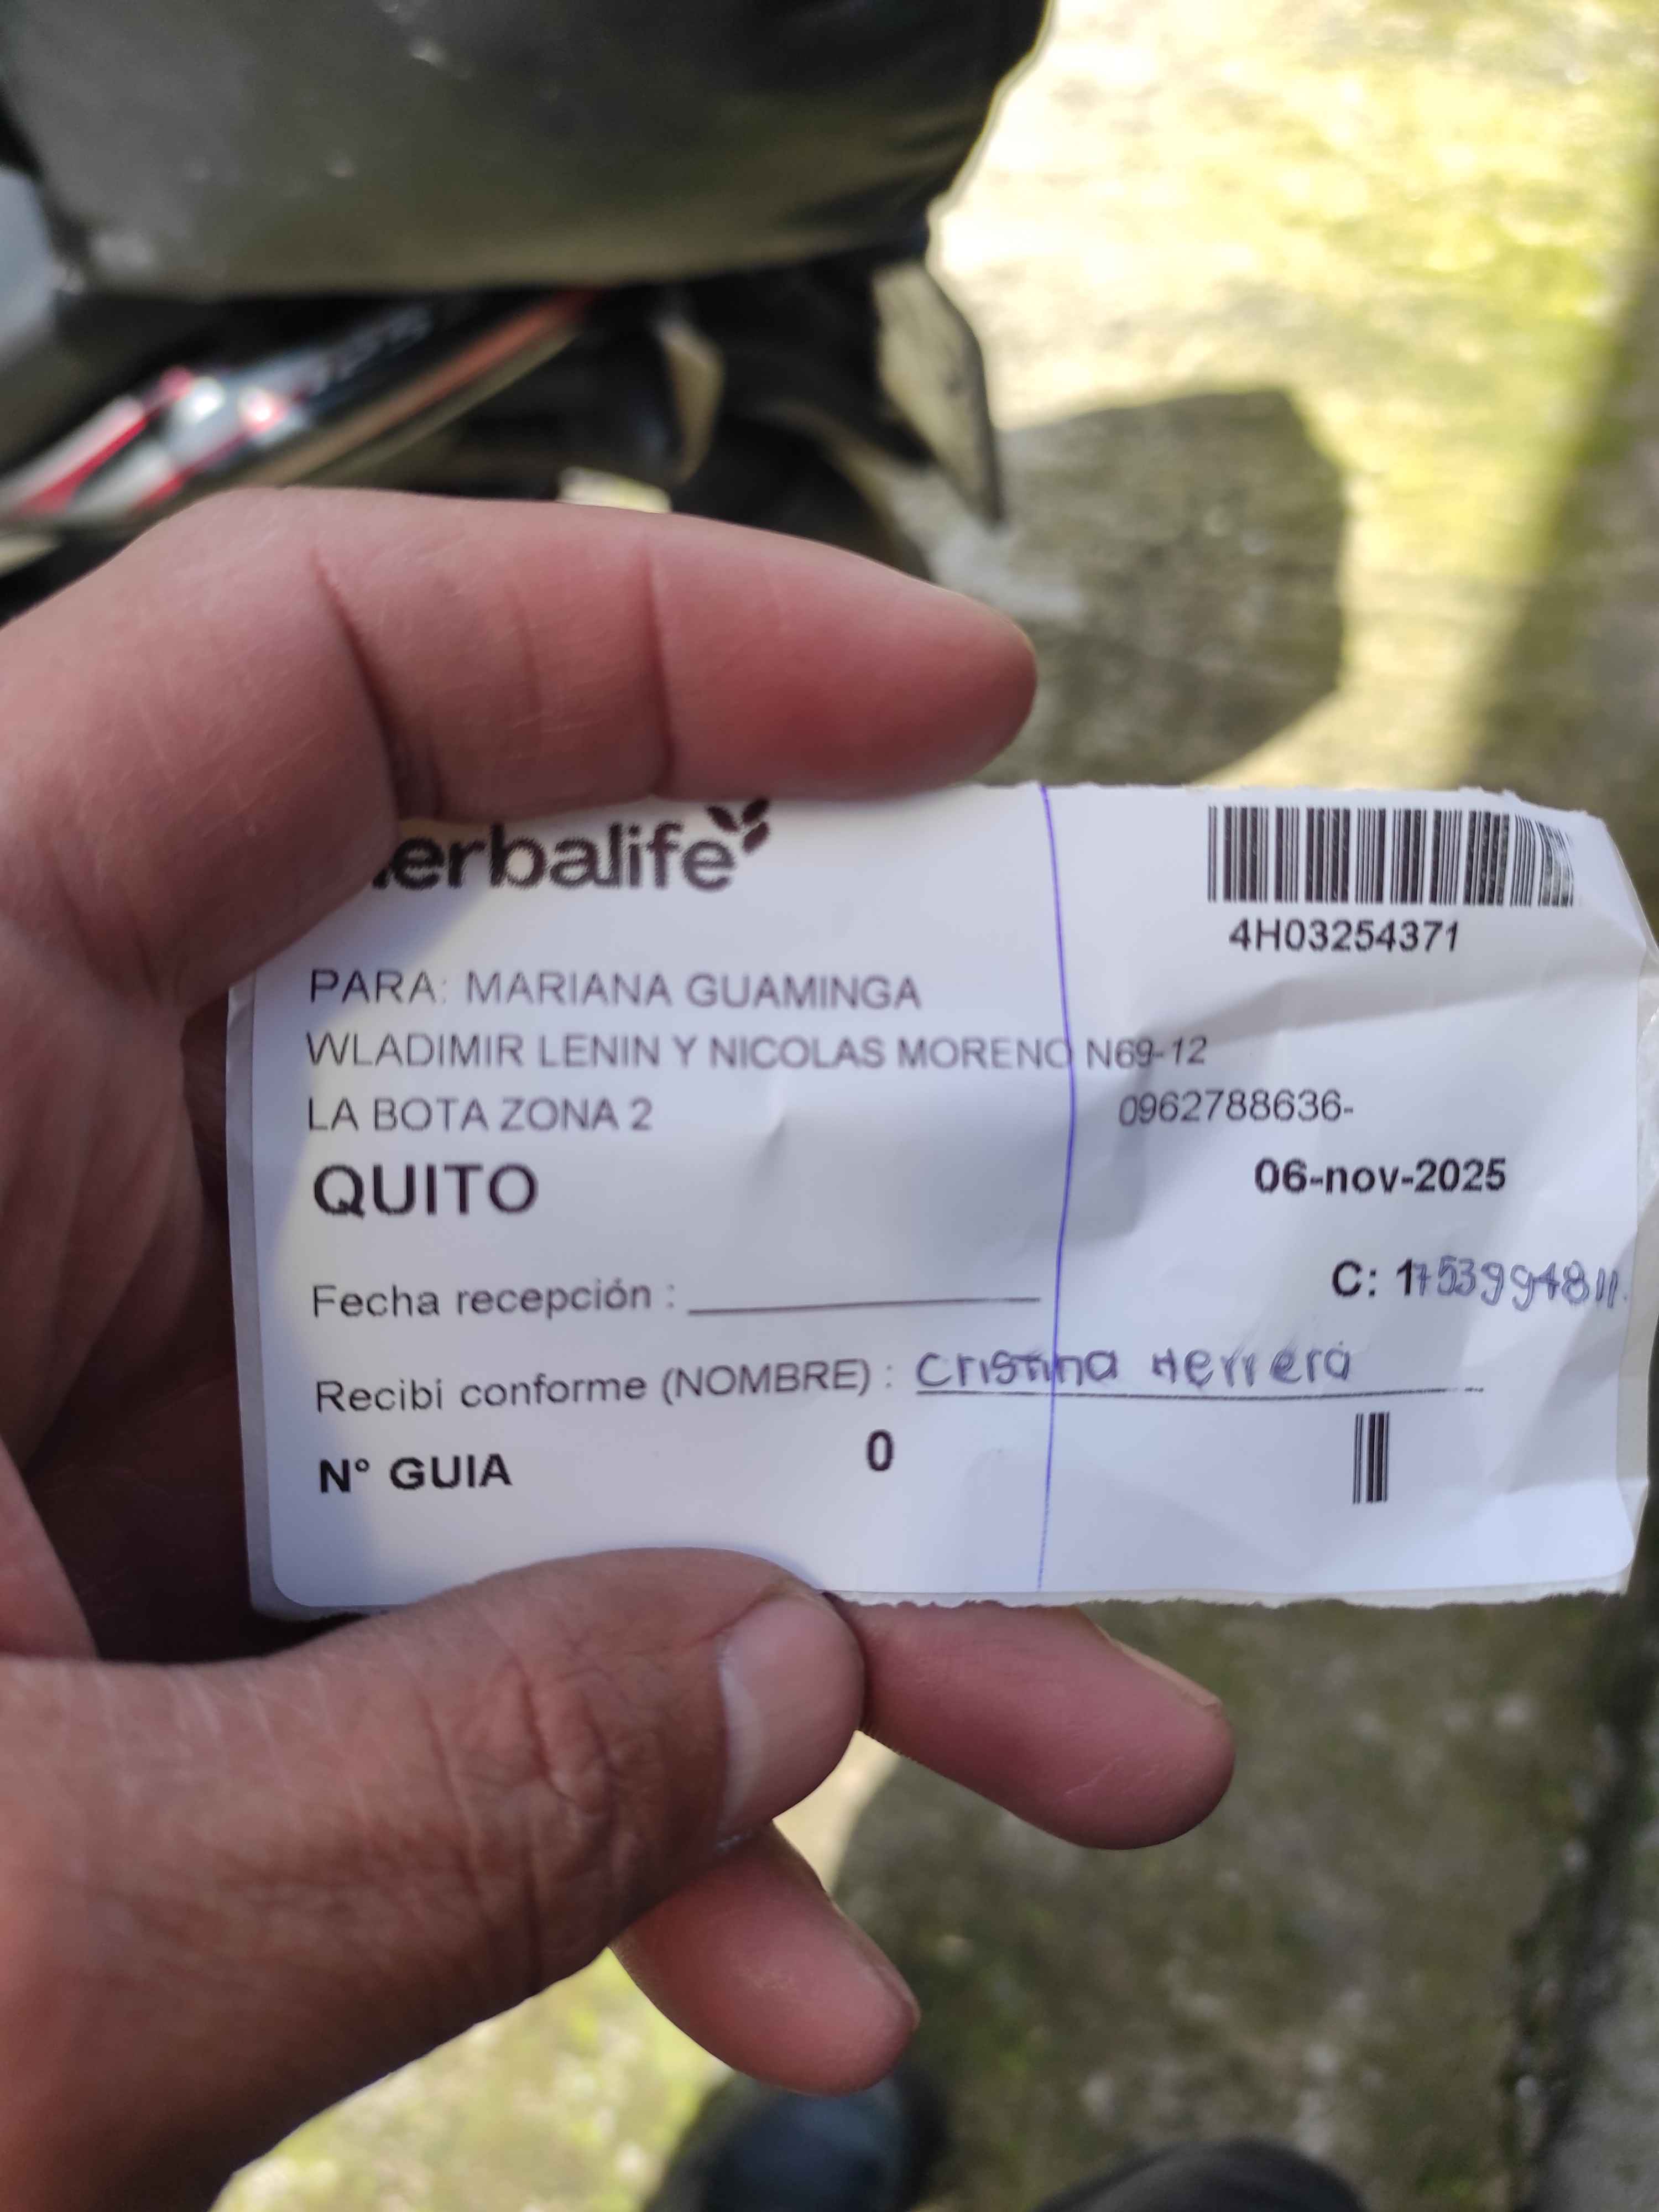 erbalife
4H03254371
PARA: MARIANA GUAMINGA
WLADIMIR LENIN Y NICOLAS MORENO N69-12
LA BOTA ZONA 2 0962788636-
QUITO 06-nov-2025
Fecha recepción : C: 1753994811.
Recibí conforme (NOMBRE) : Cristina Herrera
N° GUIA 0